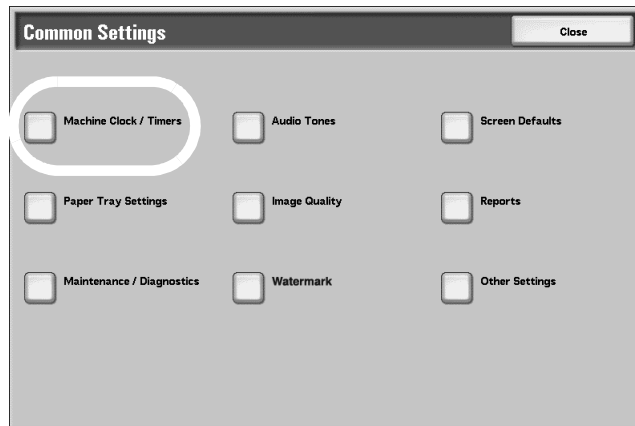 Common Settings Close
Machine Clock / Timers Audio Tones Screen Defaults
Paper Tray Settings Image Quality Reports
Maintenance / Diagnostics Watermark Other Settings